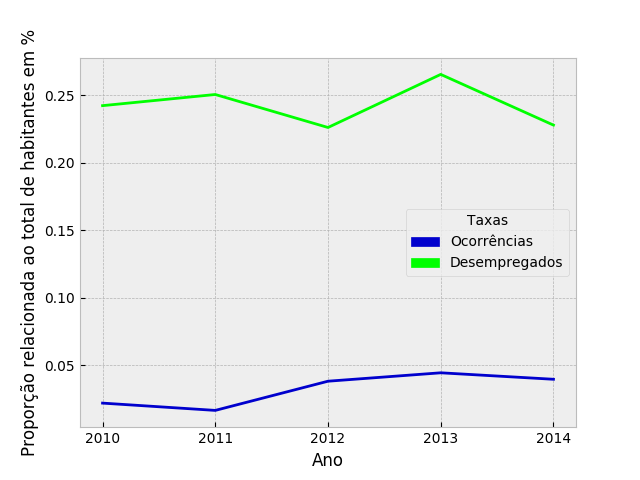 Proporção relacionada ao total de habitantes em %
0.25
0.20
0.15
0.10
0.05
Taxas
Ocorrências
Desempregados
2010 2011 2012 2013 2014
Ano